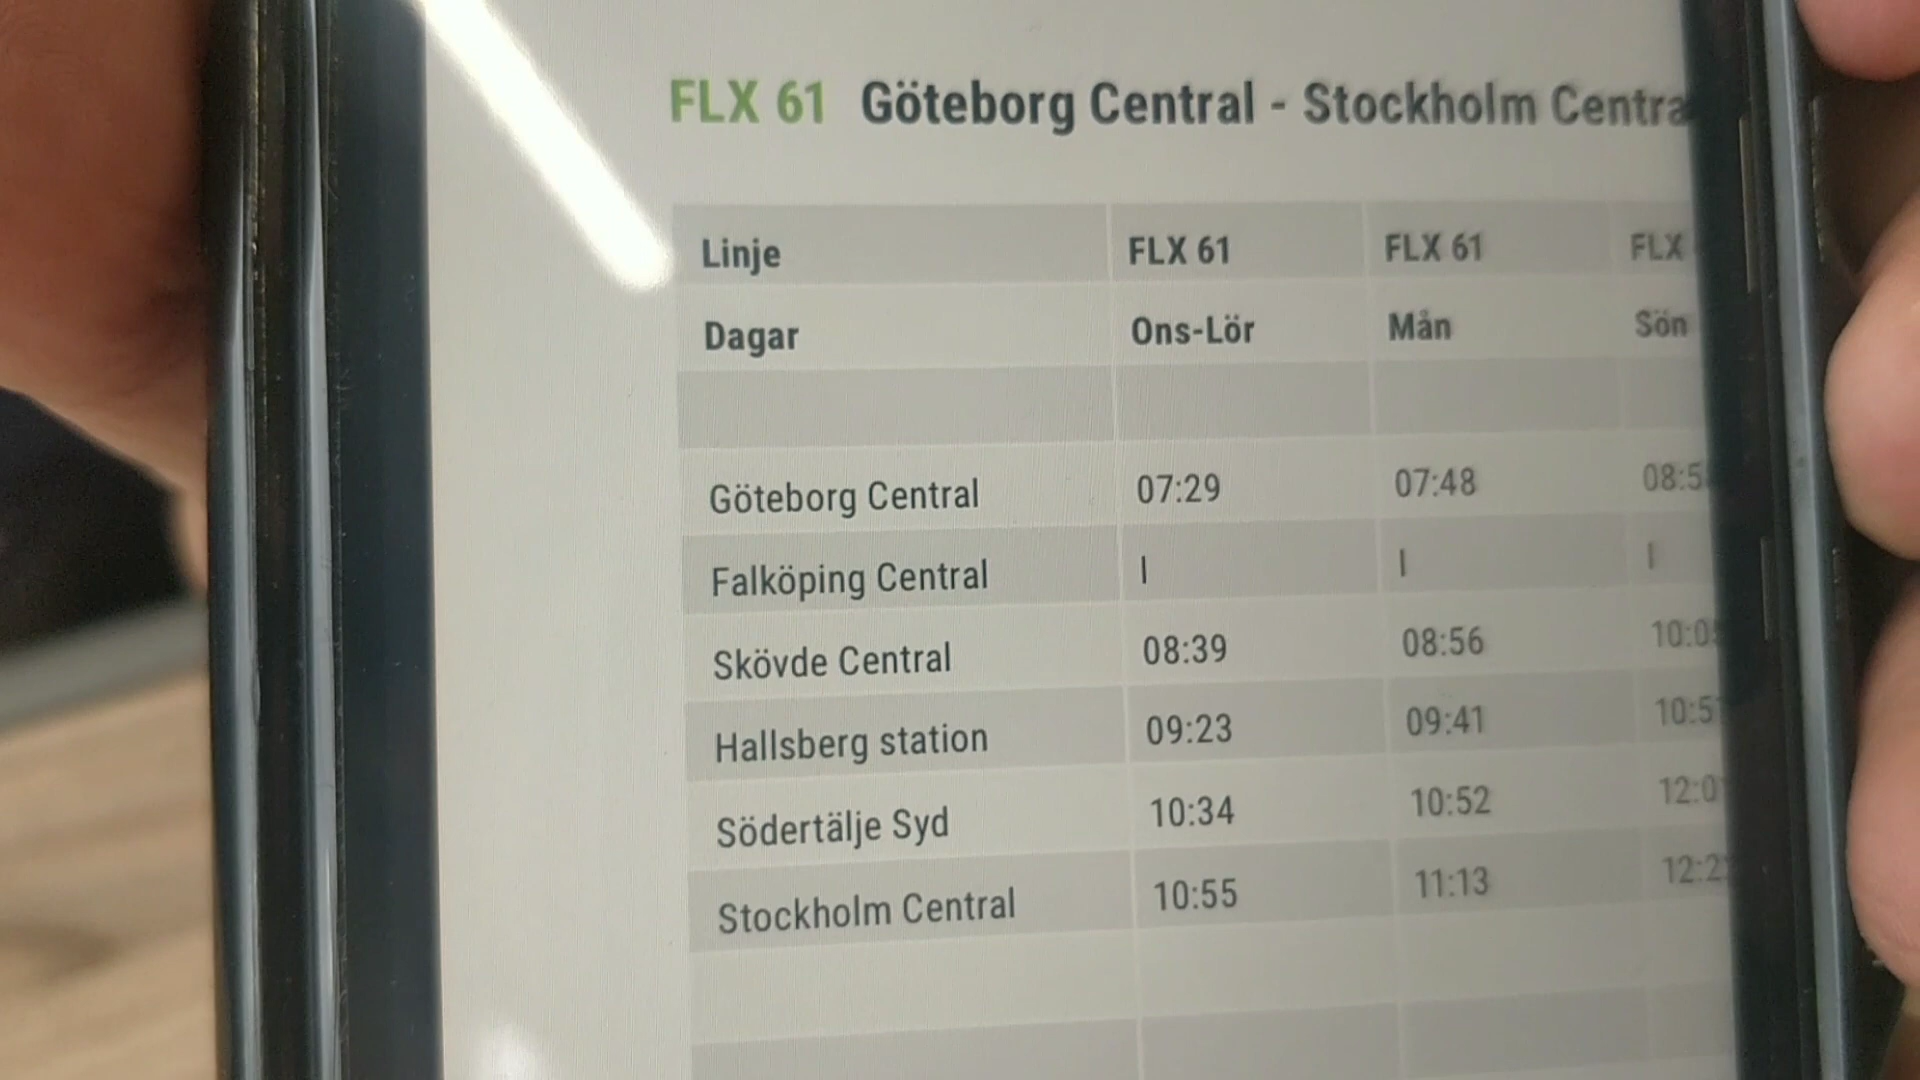 FLX 61 Göteborg Central - Stockholm
Linje FLX 61 FLX 61 FLX
Dagar Ons-Lör Mån Sön
Göteborg Central 07:29 07:48
Falköping Central | | |
Skövde Central 08:39 08:56
Hallsberg station 09:23 09:41
Södertälje Syd 10:34 10:52
Stockholm Central 10:55 11:13